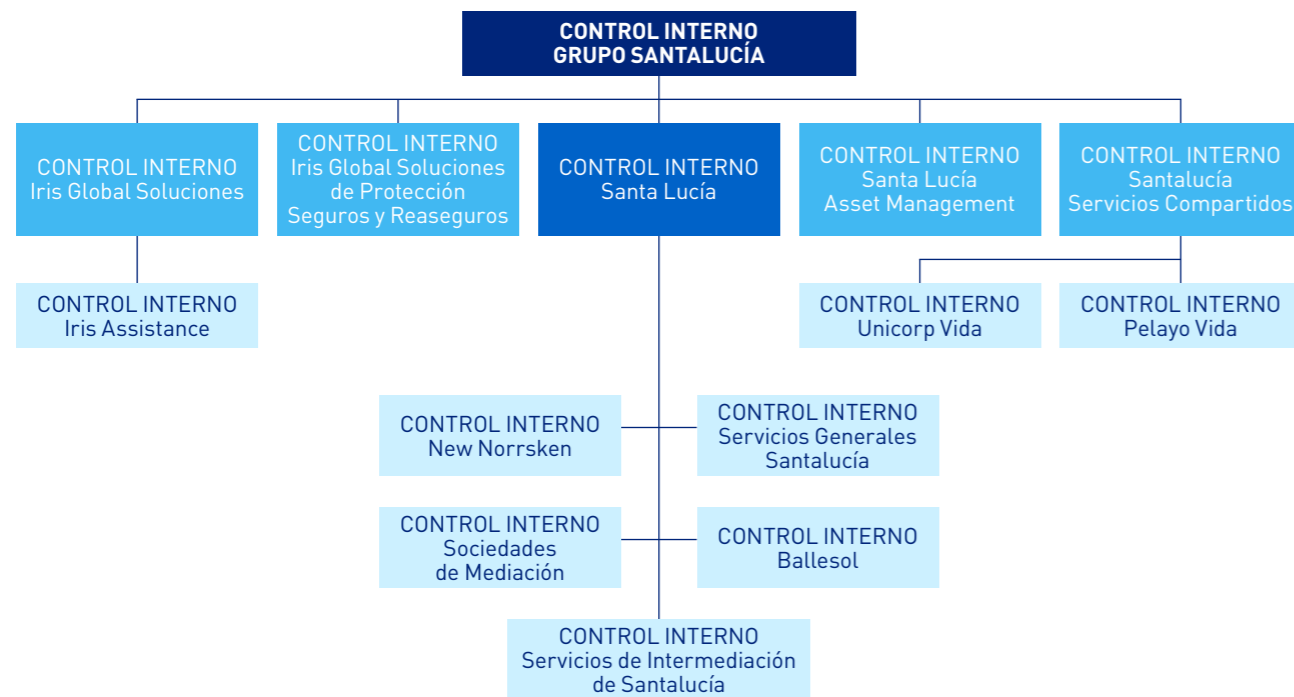 CONTROL INTERNO
GRUPO SANTALUCÍA
CONTROL INTERNO
Iris Global Soluciones
CONTROL INTERNO
Iris Global Soluciones
de Protección
Seguros y Reaseguros
CONTROL INTERNO
Santa Lucía
CONTROL INTERNO
Santa Lucía
Asset Management
CONTROL INTERNO
Santalucía
Servicios Compartidos
CONTROL INTERNO
Iris Assistance
CONTROL INTERNO
Unicorp Vida
CONTROL INTERNO
Pelayo Vida
CONTROL INTERNO
New Norrsken
CONTROL INTERNO
Servicios Generales
Santalucía
CONTROL INTERNO
Sociedades
de Mediación
CONTROL INTERNO
Ballesol
CONTROL INTERNO
Servicios de Intermediación
de Santalucía